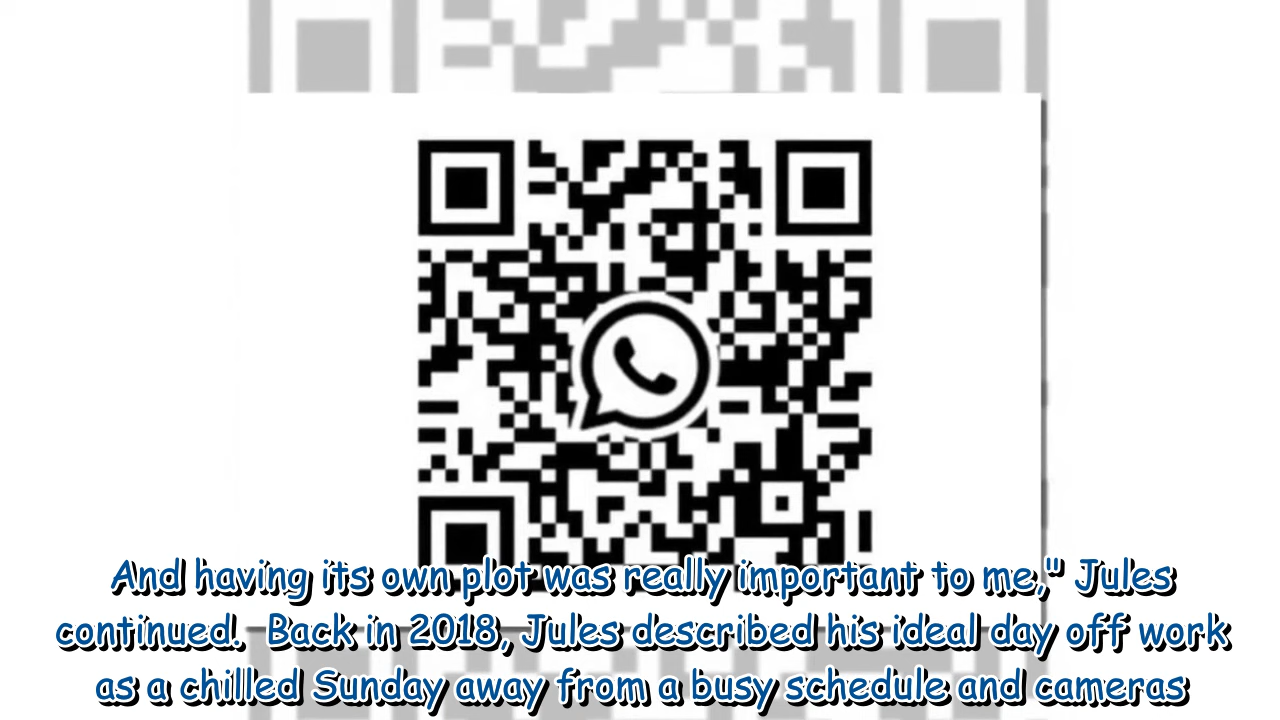 And having its own plot was really important to me," Jules
continued.  Back in 2018, Jules described his ideal day off work
as a chilled Sunday away from a busy schedule and cameras